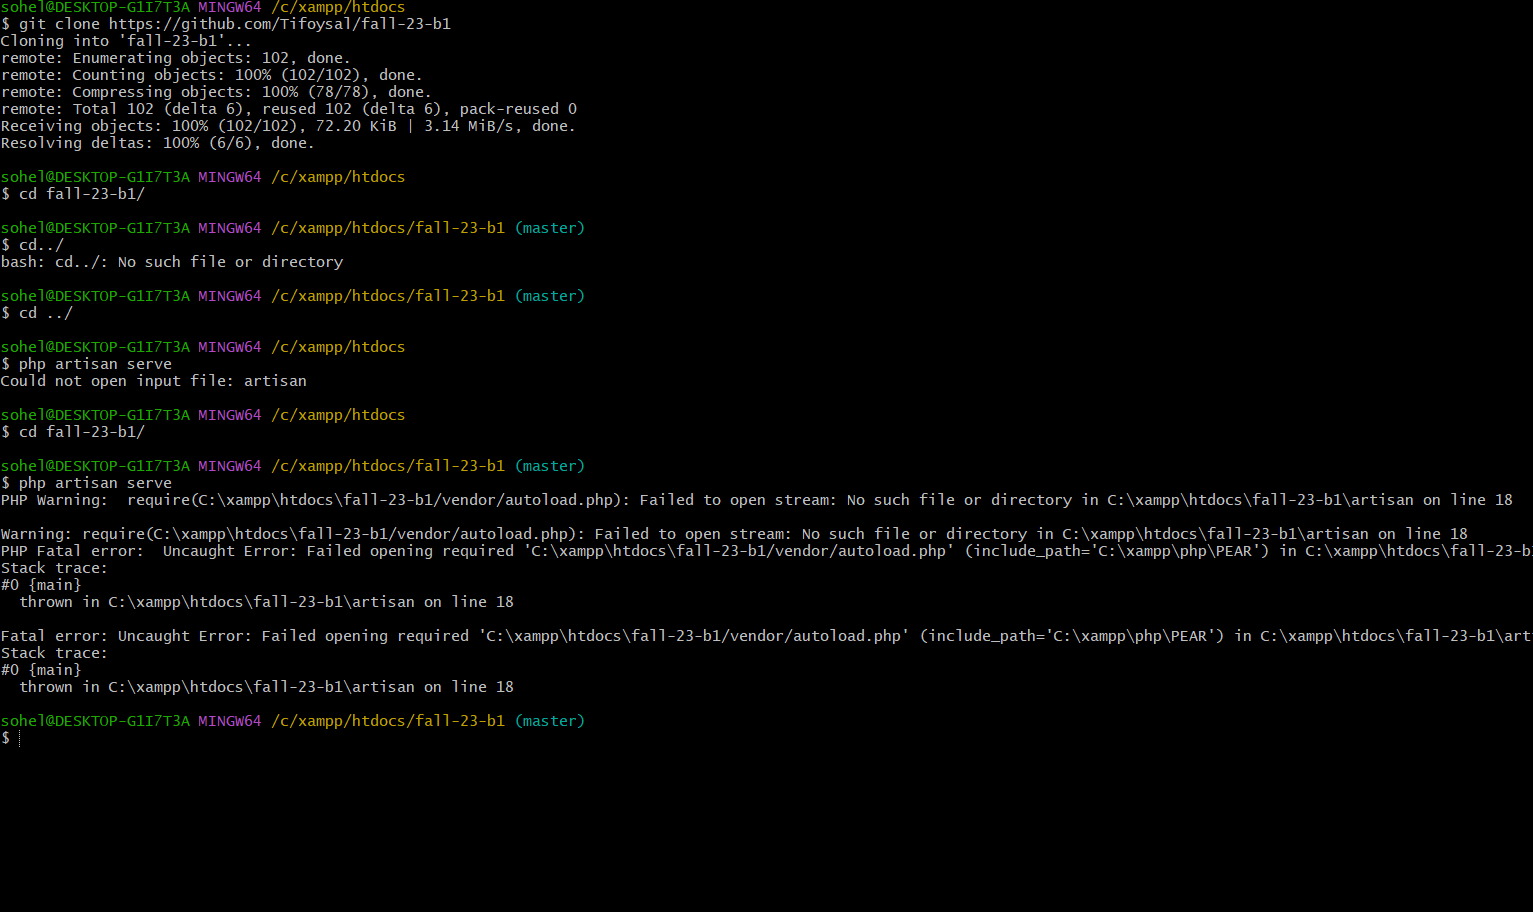 sohel@DESKTOP-G1I7T3A MINGW64 /c/xampp/htdocs
$ git clone https://github.com/Tifoysal/fall-23-b1
Cloning into 'fall-23-b1'...
remote: Enumerating objects: 102, done.
remote: Counting objects: 100% (102/102), done.
remote: Compressing objects: 100% (78/78), done.
remote: Total 102 (delta 6), reused 102 (delta 6), pack-reused 0
Receiving objects: 100% (102/102), 72.20 KiB | 3.14 MiB/s, done.
Resolving deltas: 100% (6/6), done.
sohel@DESKTOP-G1I7T3A MINGW64 /c/xampp/htdocs
$ cd fall-23-b1/
sohel@DESKTOP-G1I7T3A MINGW64 /c/xampp/htdocs/fall-23-b1 (master)
$ cd../
bash: cd../: No such file or directory
sohel@DESKTOP-G1I7T3A MINGW64 /c/xampp/htdocs/fall-23-b1 (master)
$ cd ../
sohel@DESKTOP-G1I7T3A MINGW64 /c/xampp/htdocs
$ php artisan serve
Could not open input file: artisan
sohel@DESKTOP-G1I7T3A MINGW64 /c/xampp/htdocs
$ cd fall-23-b1/
sohel@DESKTOP-G1I7T3A MINGW64 /c/xampp/htdocs/fall-23-b1 (master)
$ php artisan serve
PHP Warning:  require(C:\xampp\htdocs\fall-23-b1/vendor/autoload.php): Failed to open stream: No such file or directory in C:\xampp\htdocs\fall-23-b1\artisan on line 18
Warning: require(C:\xampp\htdocs\fall-23-b1/vendor/autoload.php): Failed to open stream: No such file or directory in C:\xampp\htdocs\fall-23-b1\artisan on line 18
PHP Fatal error:  Uncaught Error: Failed opening required 'C:\xampp\htdocs\fall-23-b1/vendor/autoload.php' (include_path='C:\xampp\php\PEAR') in C:\xampp\htdocs\fall-23-b1
Stack trace:
#0 {main}
  thrown in C:\xampp\htdocs\fall-23-b1\artisan on line 18
Fatal error: Uncaught Error: Failed opening required 'C:\xampp\htdocs\fall-23-b1/vendor/autoload.php' (include_path='C:\xampp\php\PEAR') in C:\xampp\htdocs\fall-23-b1\art
Stack trace:
#0 {main}
  thrown in C:\xampp\htdocs\fall-23-b1\artisan on line 18
sohel@DESKTOP-G1I7T3A MINGW64 /c/xampp/htdocs/fall-23-b1 (master)
$